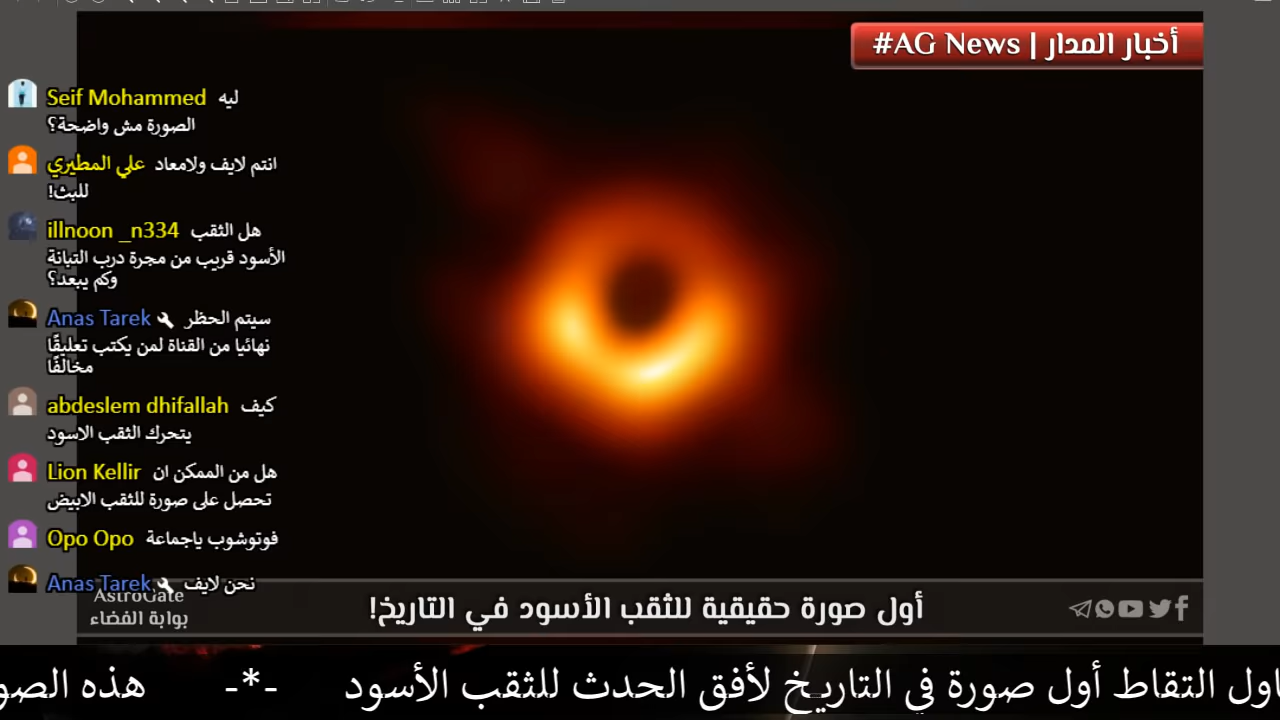 أخبار المدار | AG News#
Seif Mohammed ليه
الصورة مش واضحة؟
علي المطيري انتم لايف ولامعاد
للبث!
illnoon _n334 هل الثقب
الأسود قريب من مجرة درب التبانة
وكم يبعد؟
Anas Tarek سيتم الحظر
نهائيا من القناة لمن يكتب تعليقًا
مخالفًا
abdeslem dhifallah كيف
يتحرك الثقب الاسود
Lion Kellir هل من الممكن ان
تحصل على صورة للثقب الابيض
Opo Opo فوتوشوب ياجماعة
Anas Tarek نحن لايف
AstroGate
بوابة الفضاء
أول صورة حقيقية للثقب الأسود في التاريخ!
التقاط أول صورة في التاريخ لأفق الحدث للثقب الأسود -*- هذه